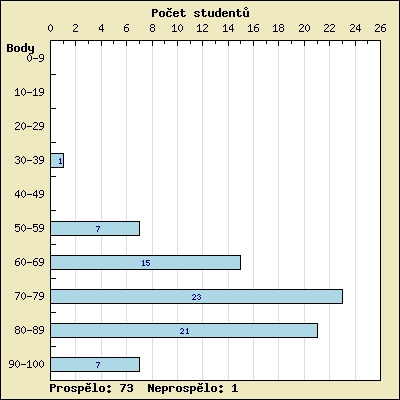 Počet studentů
0 2 4 6 8 10 12 14 16 18 20 22 24 26
Body
0-9
10-19
20-29
30-39 1
40-49
50-59 7
60-69 15
70-79 23
80-89 21
90-100 7
Prospělo: 73 Neprospělo: 1